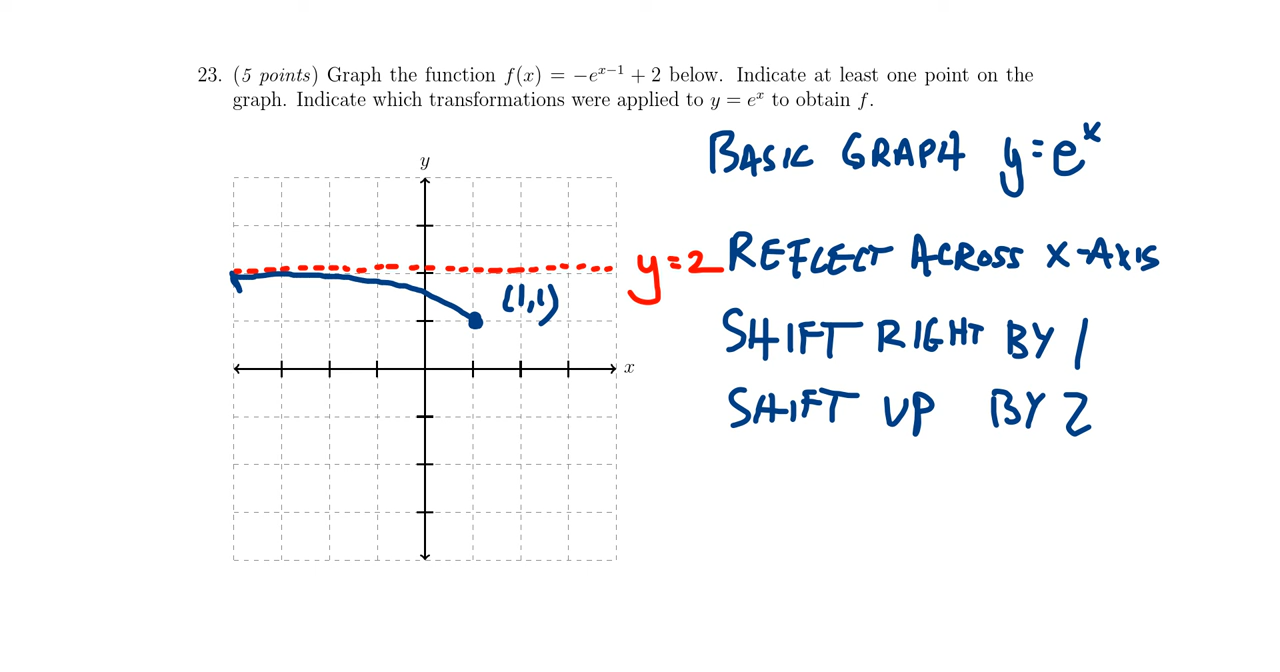 23. (5 points) Graph the function f(x) = −e^{x−1} + 2 below. Indicate at least one point on the
graph. Indicate which transformations were applied to y = e^x to obtain f.
BASIC GRAPH y=e^x
y
y=2
REFLECT ACROSS X-AXIS
(1,1)
SHIFT RIGHT BY 1
x
SHIFT UP BY 2